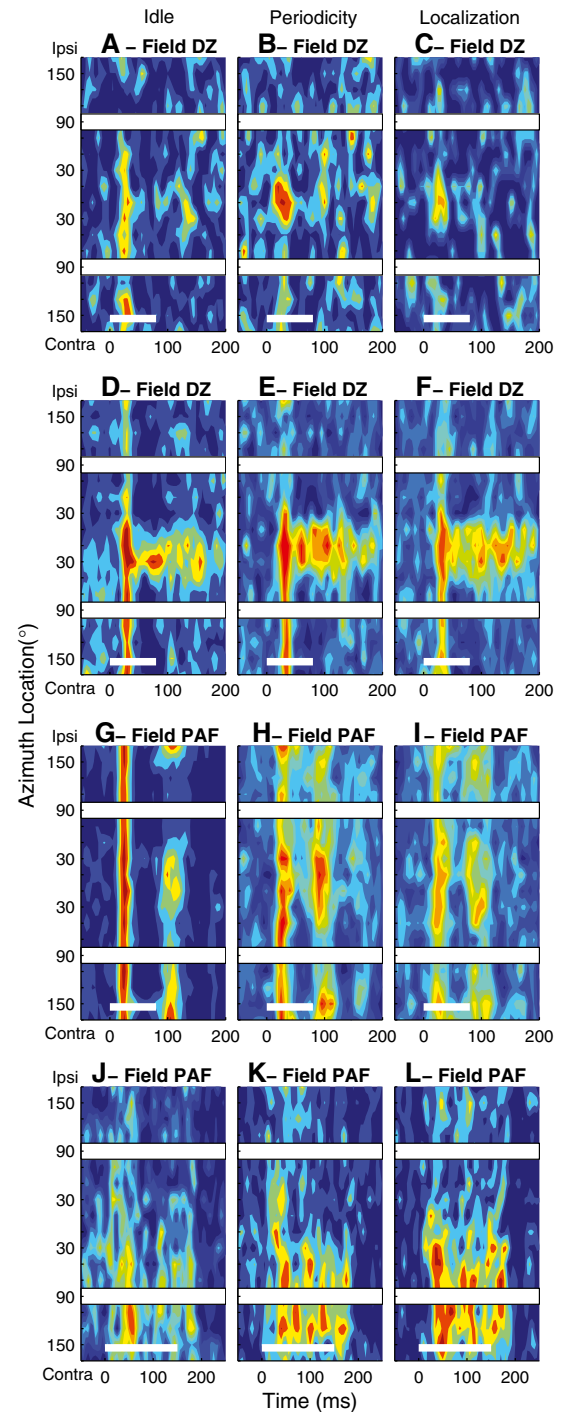 Idle Periodicity Localization
Ipsi A – Field DZ B – Field DZ C – Field DZ
150
90
30
30
90
150
Contra 0 100 200 0 100 200 0 100 200
Ipsi D– Field DZ E– Field DZ F – Field DZ
150
90
30
30
90
150
Contra 0 100 200 0 100 200 0 100 200
Azimuth Location(°)
Ipsi G– Field PAF H – Field PAF I – Field PAF
150
90
30
30
90
150
Contra 0 100 200 0 100 200 0 100 200
Ipsi J– Field PAF K – Field PAF L – Field PAF
150
90
30
30
90
150
Contra 0 100 200 0 100 200 0 100 200
Time (ms)